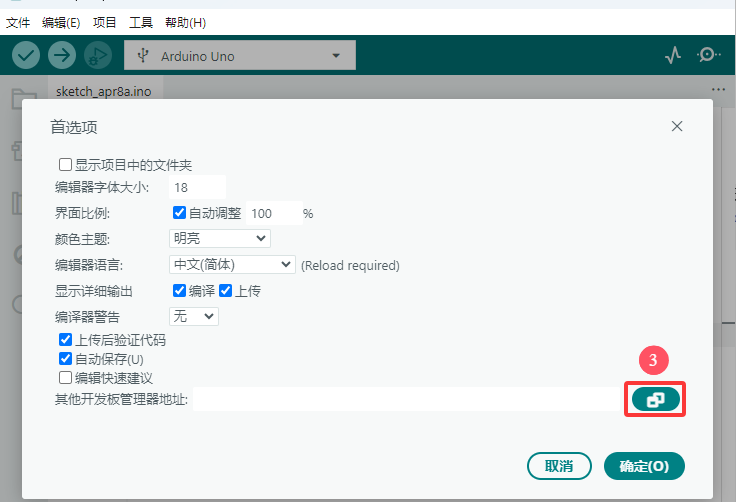 文件 编辑(E) 项目 工具 帮助(H)
Arduino Uno
sketch_apr8a.ino
首选项
显示项目中的文件夹
编辑器字体大小: 18
界面比例: 自动调整 100 %
颜色主题: 明亮
编辑器语言: 中文(简体) (Reload required)
显示详细输出 编译 上传
编译器警告 无
上传后验证代码
自动保存(U)
编辑快速建议
3
其他开发板管理器地址:
取消 确定(O)